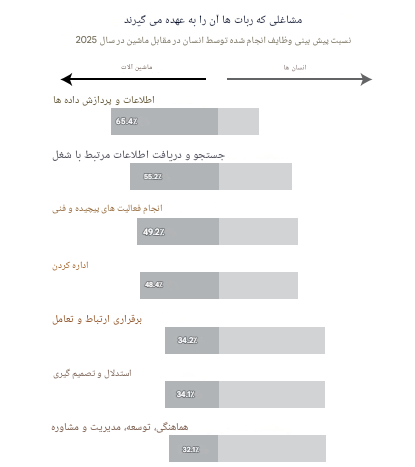 مشاغلی که ربات ها آن را به عهده می گیرند
نسبت پیش بینی وظایف انجام شده توسط انسان در مقابل ماشین در سال 2025
انسان ها
ماشین آلات
اطلاعات و پردازش داده ها
65.4٪
جستجو و دریافت اطلاعات مرتبط با شغل
55.2٪
انجام فعالیت های پیچیده و فنی
49.2٪
اداره کردن
48.4٪
برقراری ارتباط و تعامل
34.2٪
استدلال و تصمیم گیری
34.1٪
هماهنگی، توسعه، مدیریت و مشاوره
32.1٪